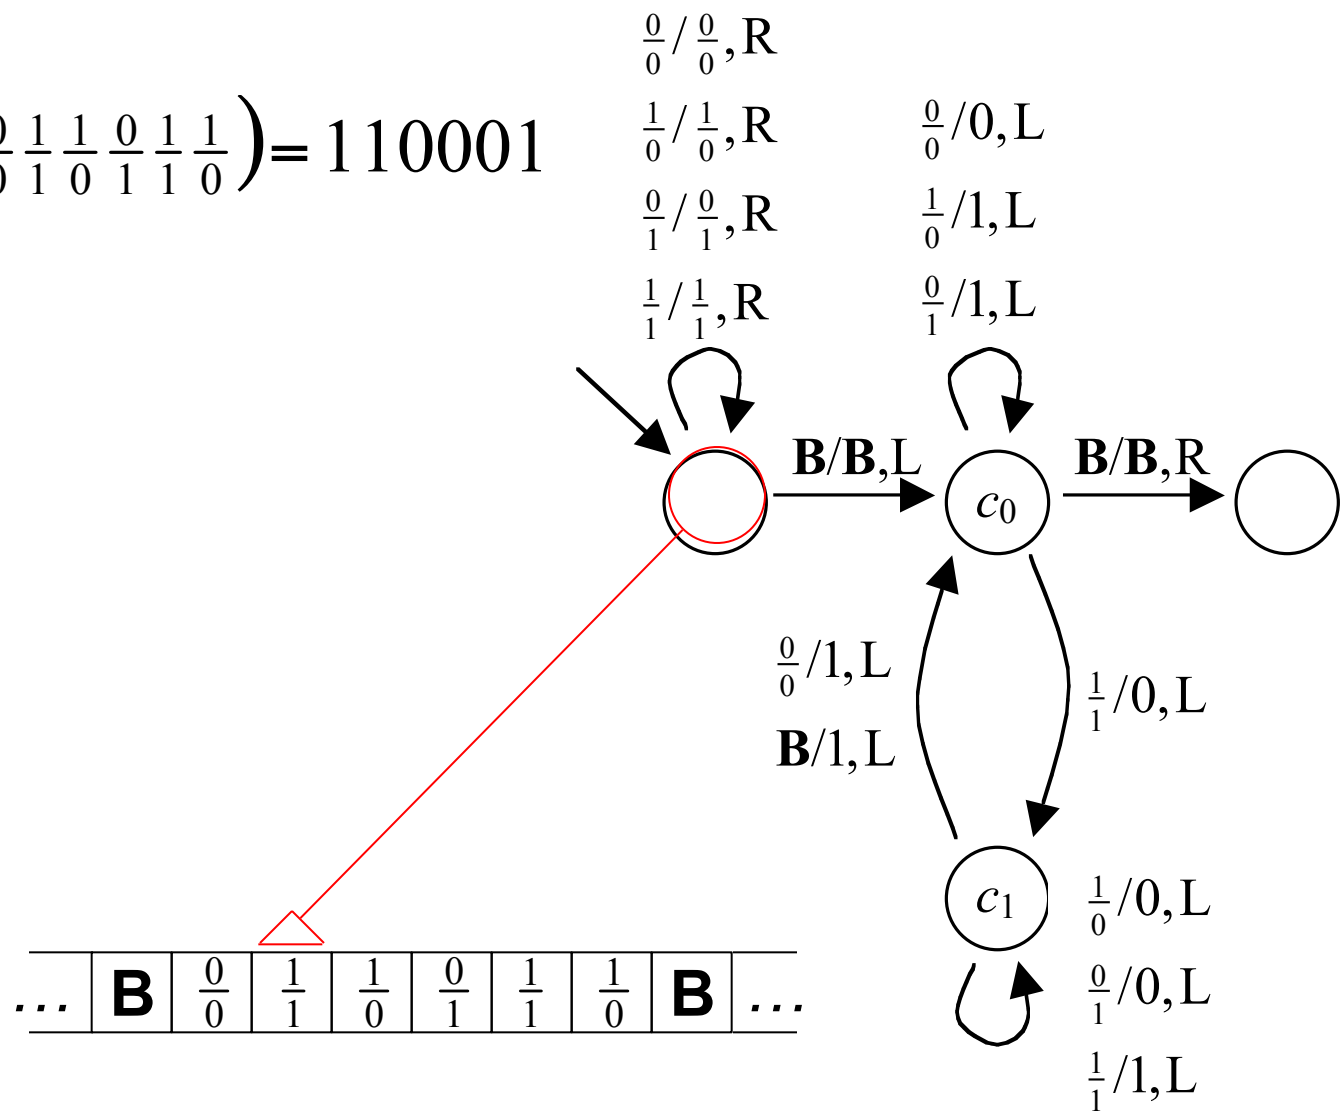 0/0 1/1 1/0 0/1 1/1 1/0 ) = 110001
0/0 / 0/0, R
1/0 / 1/0, R
0/1 / 0/1, R
1/1 / 1/1, R
0/0 /0, L
1/0 /1, L
0/1 /1, L
B/B, L
c0
B/B, R
0/0 /1, L
B/1, L
1/1 /0, L
c1
1/0 /0, L
0/1 /0, L
1/1 /1, L
... B 0/0 1/1 1/0 0/1 1/1 1/0 B ...